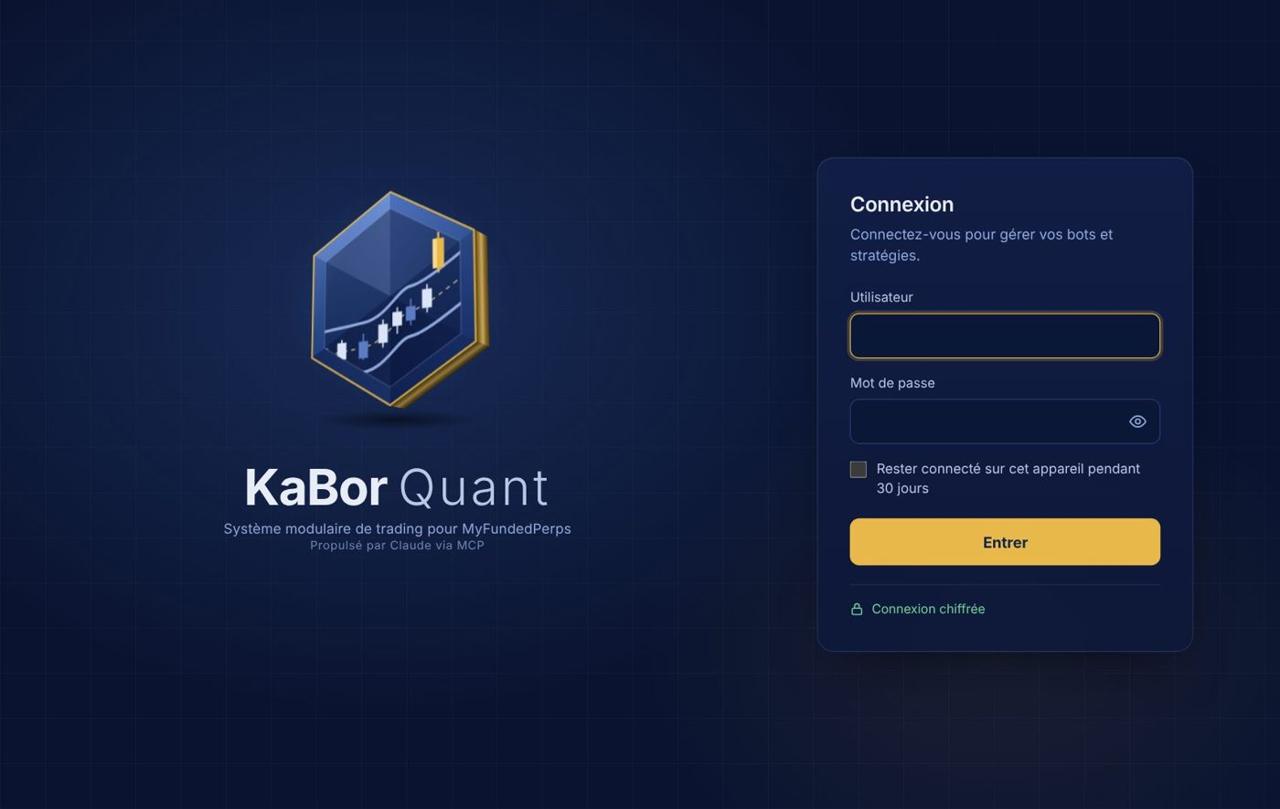 KaBor Quant
Système modulaire de trading pour MyFundedPerps
Propulsé par Claude via MCP
Connexion
Connectez-vous pour gérer vos bots et
stratégies.
Utilisateur
Mot de passe
Rester connecté sur cet appareil pendant
30 jours
Entrer
Connexion chiffrée